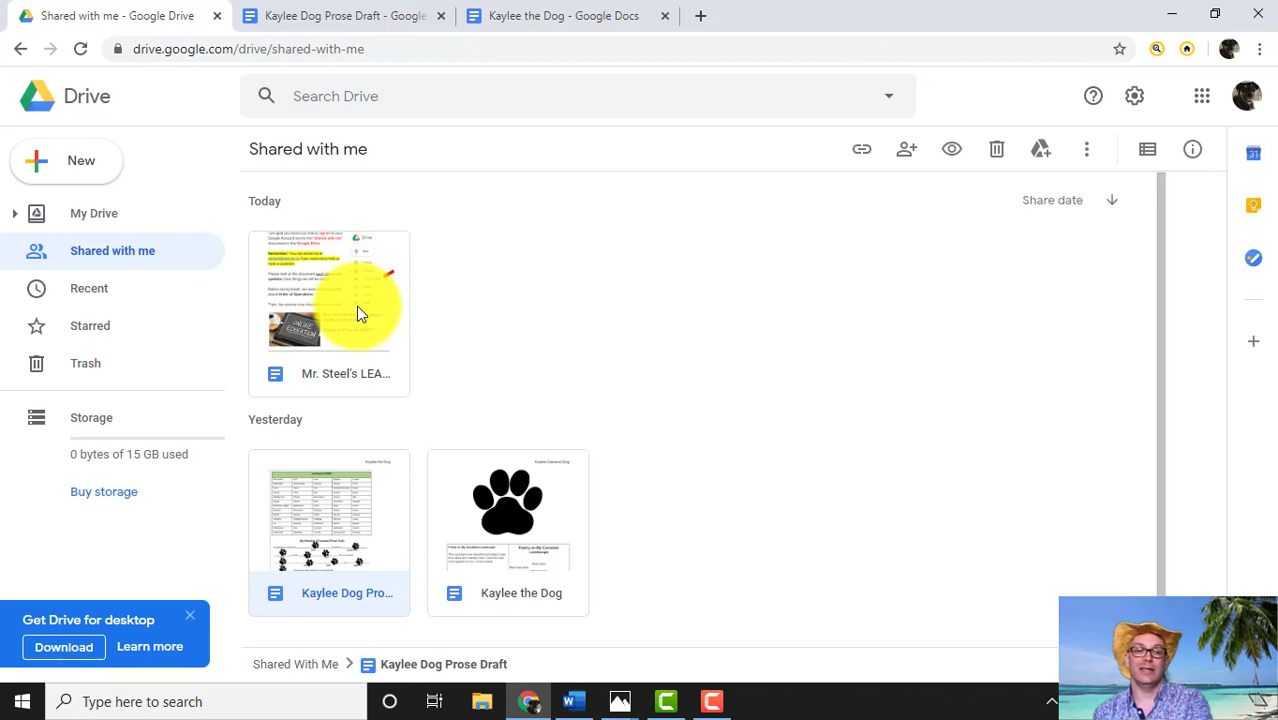 Shared with me - Google Drive
Kaylee Dog Prose Draft - Google
Kaylee the Dog - Google Docs
drive.google.com/drive/shared-with-me
Drive
Search Drive
New
Shared with me
My Drive
Today
Share date
Shared with me
Recent
Starred
Trash
Mr. Steel's LEA...
Storage
Yesterday
0 bytes of 15 GB used
Buy storage
Kaylee Dog Pro...
Kaylee the Dog
Get Drive for desktop
Download
Learn more
Shared With Me
Kaylee Dog Prose Draft
Type here to search
31
ONLINE
EDUCATION